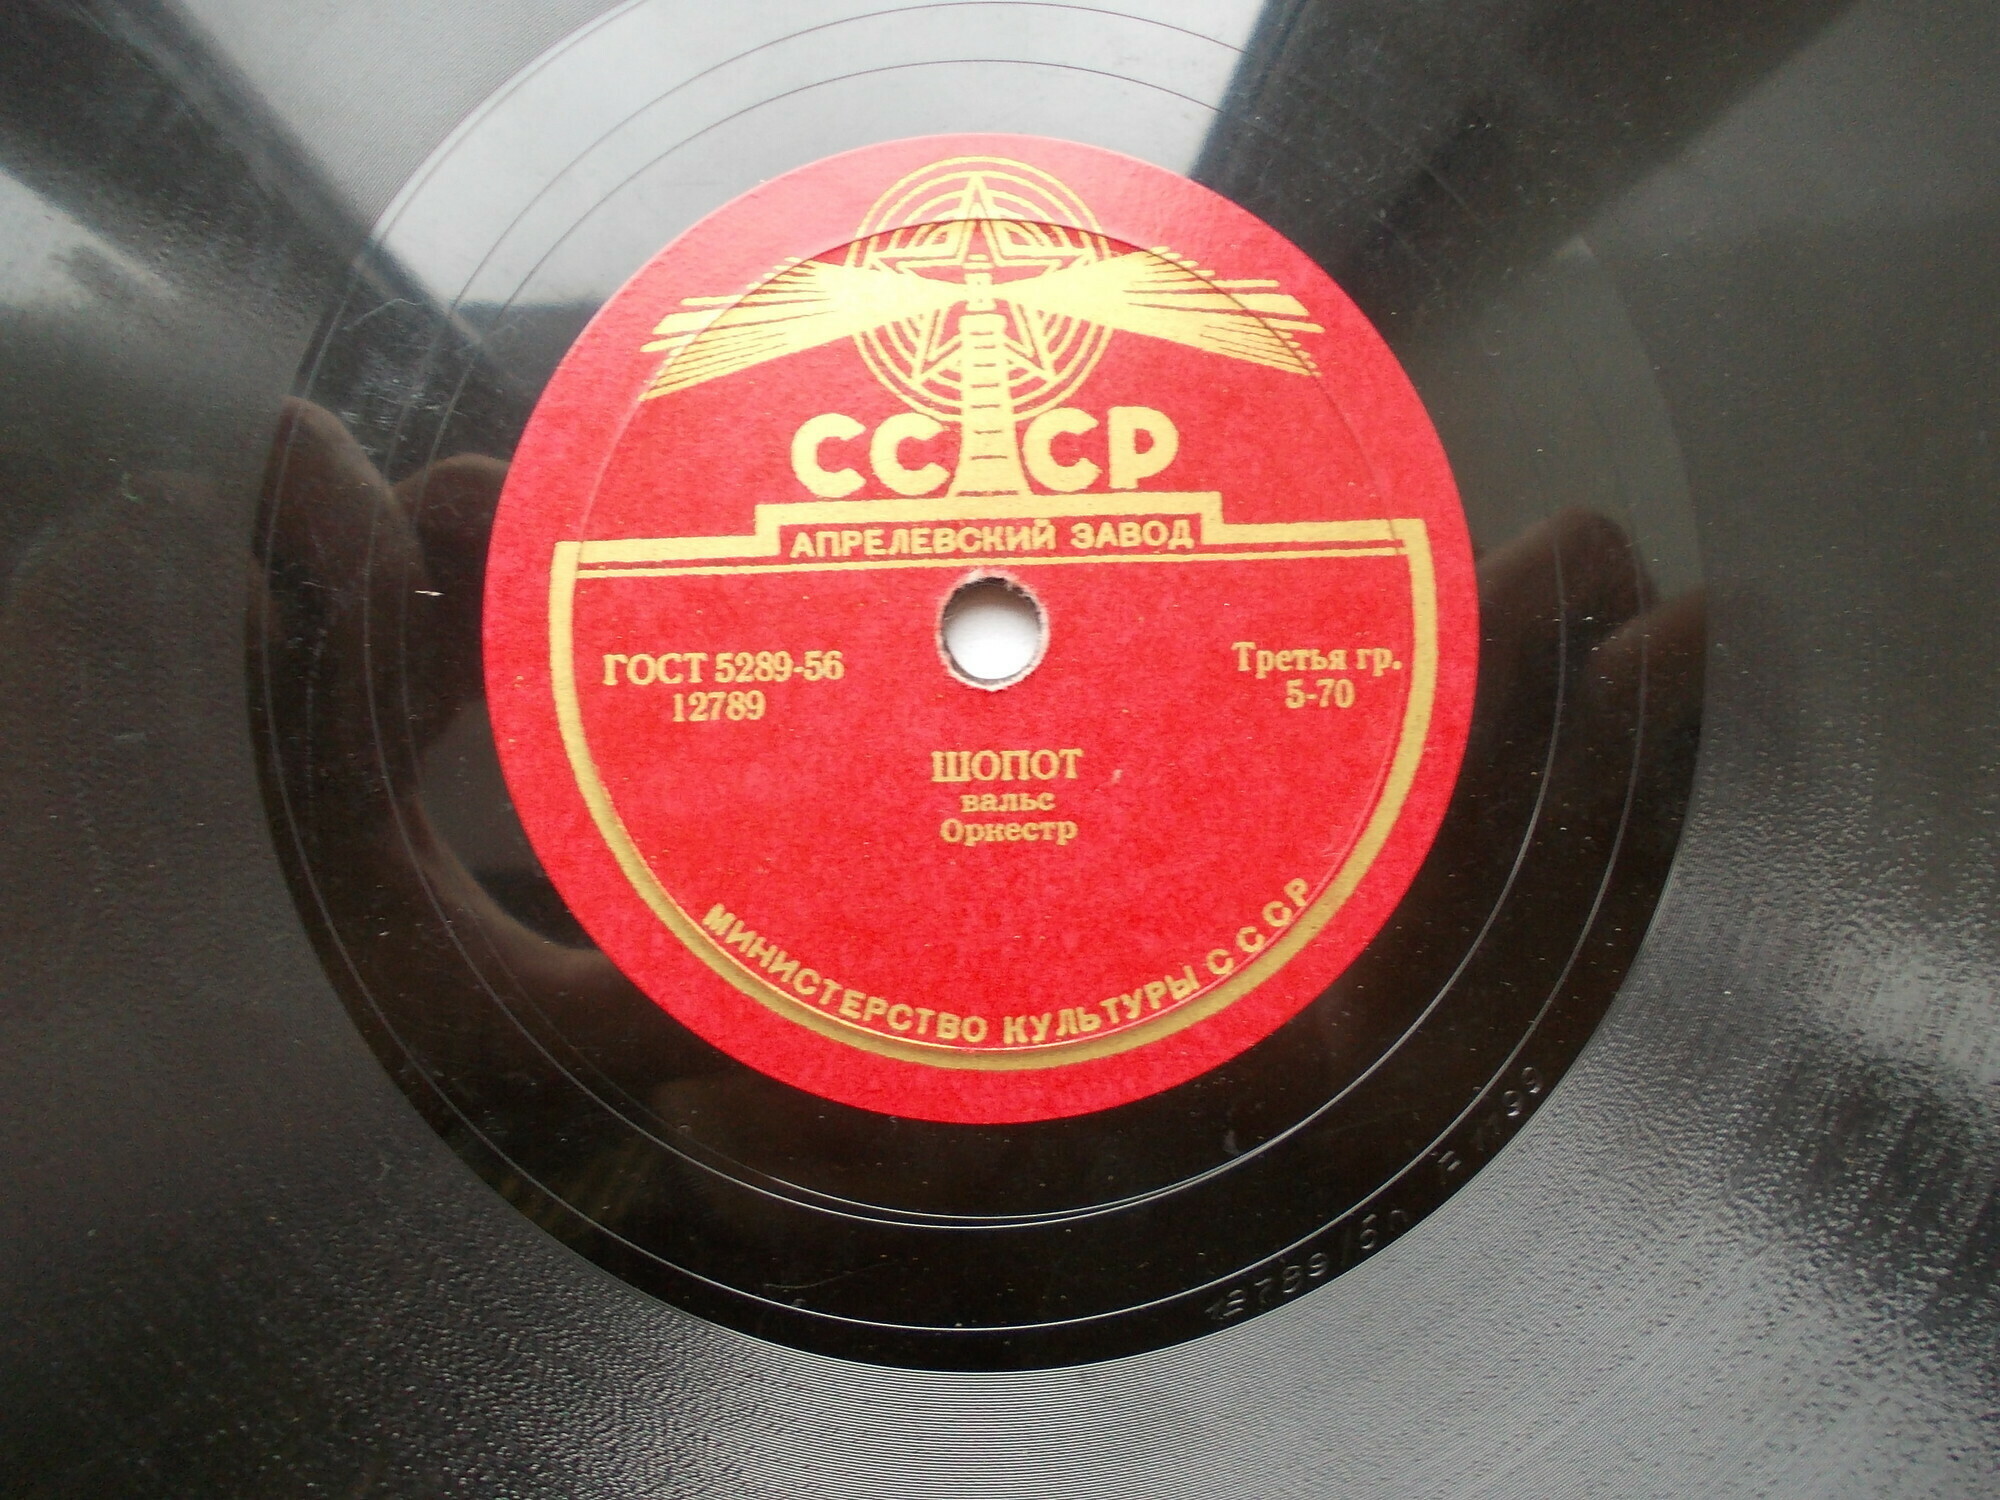 СССР
АПРЕЛЕВСКИЙ ЗАВОД
ГОСТ 5289-56
12789
Третья гр.
5-70
ШОПОТ
вальс
Оркестр
МИНИСТЕРСТВО КУЛЬТУРЫ СССР